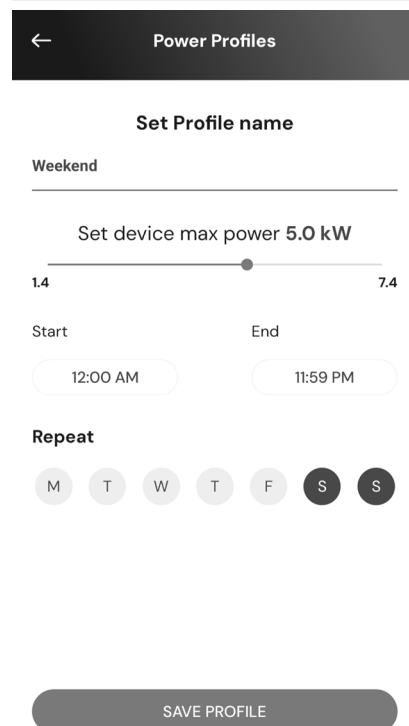 Power Profiles
Set Profile name
Weekend
Set device max power 5.0 kW
1.4 7.4
Start End
12:00 AM 11:59 PM
Repeat
M T W T F S S
SAVE PROFILE